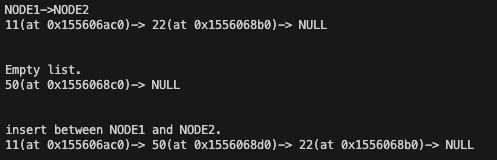 NODE1->NODE2
11(at 0x155606ac0)-> 22(at 0x1556068b0)-> NULL
Empty list.
50(at 0x1556068c0)-> NULL
insert between NODE1 and NODE2.
11(at 0x155606ac0)-> 50(at 0x1556068d0)-> 22(at 0x1556068b0)-> NULL